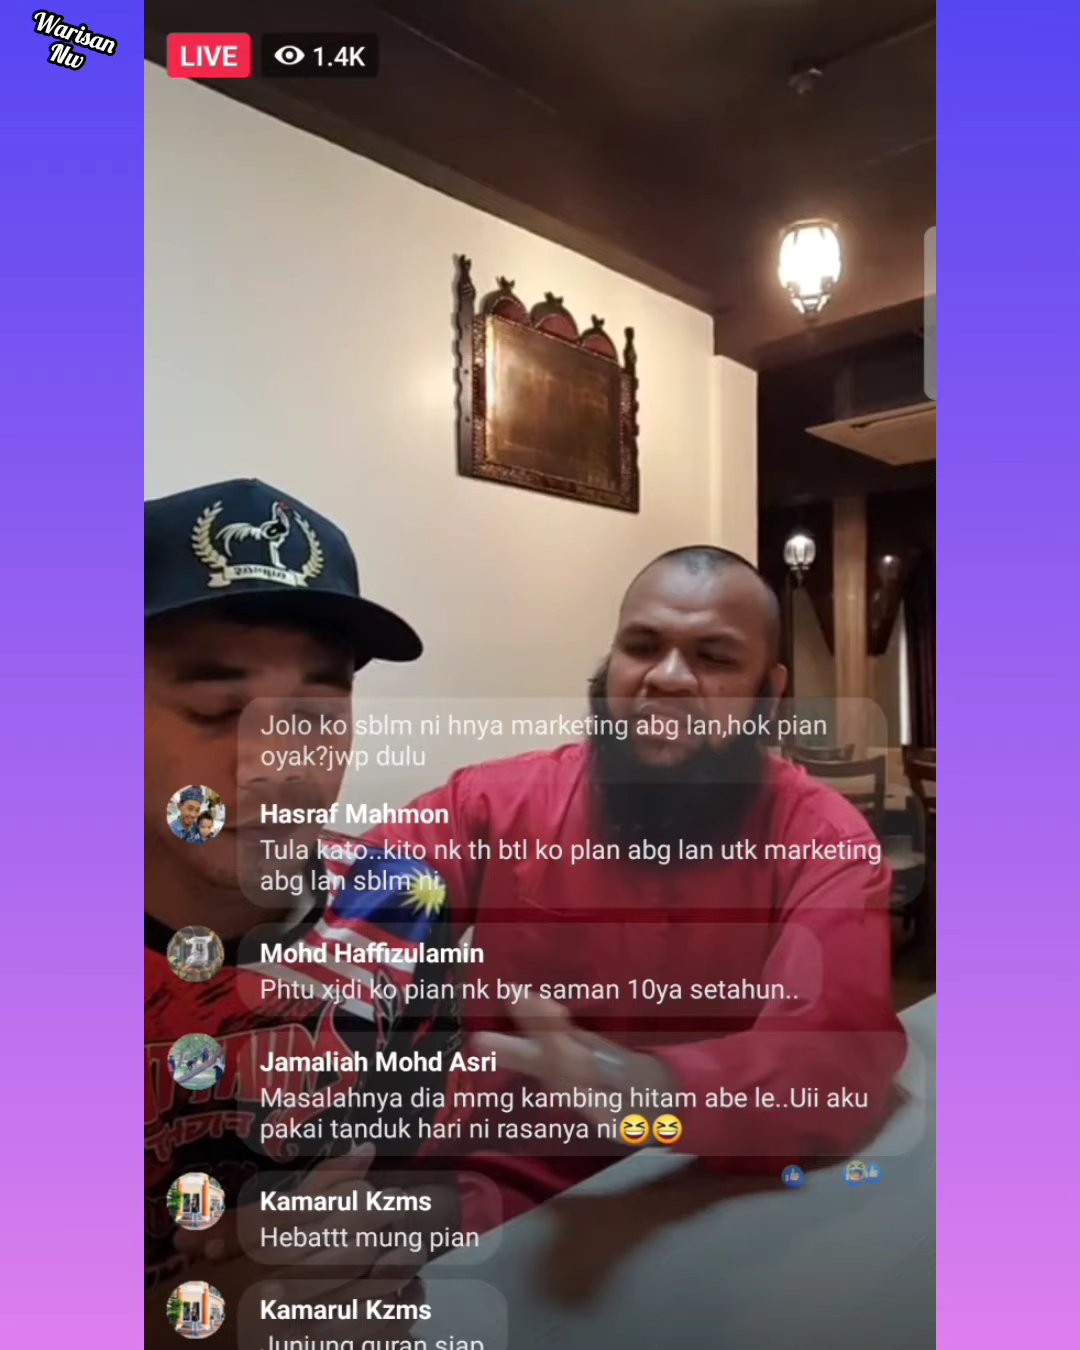 Warisan
Nw
LIVE
1.4K
Jolo ko sblm ni hnya marketing abg lan,hok pian
oyak?jwp dulu
Hasraf Mahmon
Tula kato..kito nk th btl ko plan abg lan utk marketing
abg lan sblm ni
Mohd Haffizulamin
Phtu xjdi ko pian nk byr saman 10ya setahun..
Jamaliah Mohd Asri
Masalahnya dia mmg kambing hitam abe le..Uii aku
pakai tanduk hari ni rasanya ni😆😆
Kamarul Kzms
Hebattt mung pian
Kamarul Kzms
Junjung quran siap